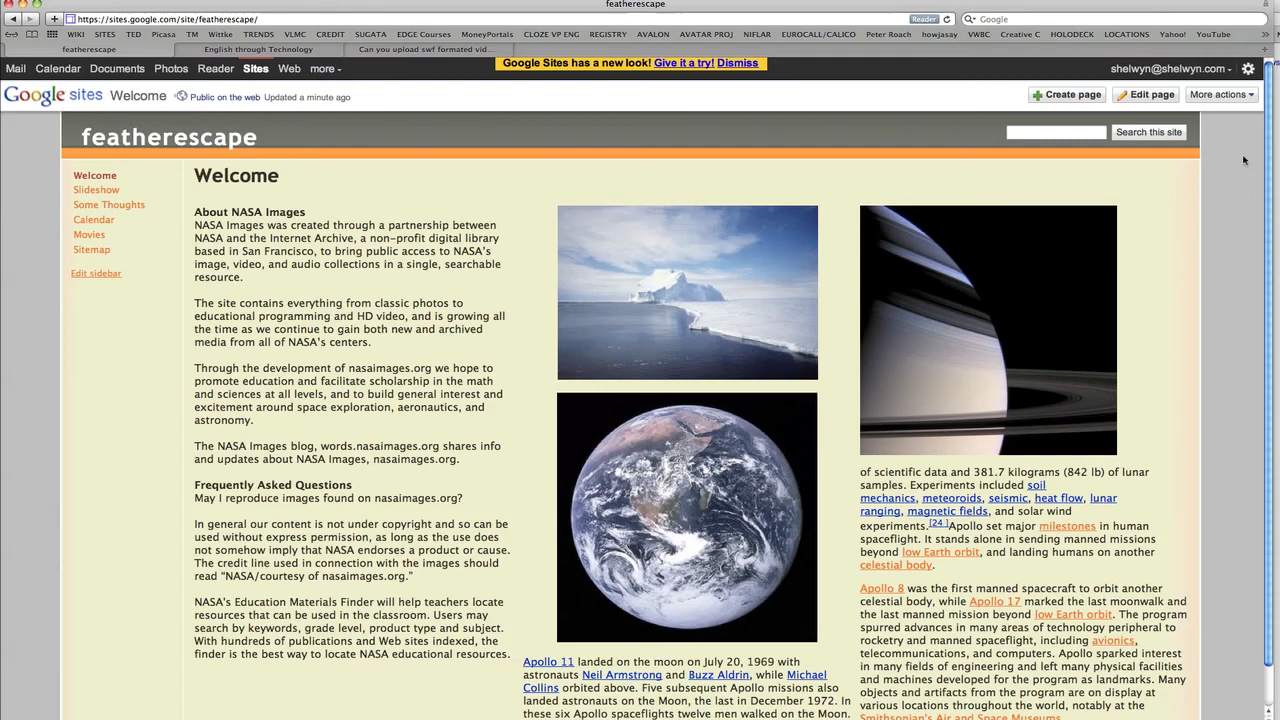 featherescape
https://sites.google.com/site/featherescape/
Reader
Google
WIKI SITES TED Picasa TM Wittke TRENDS VLMC CREDIT SUGATA EDGE Courses MoneyPortals CLOZE VP ENG REGISTRY AVALON AVATAR PROJ NIFLAR EUROCALL/CALICO Peter Roach howjasay VWBC Creative C HOLODECK LOCATIONS Yahoo! YouTube
featherescape
English through Technology
Can you upload swf formated vid...
Mail Calendar Documents Photos Reader Sites Web more
Google Sites has a new look! Give it a try! Dismiss
shelwyn@shelwyn.com
Google sites Welcome Public on the web Updated a minute ago
Create page Edit page More actions
featherescape
Search this site
Welcome
Slideshow
Some Thoughts
Calendar
Movies
Sitemap
Edit sidebar
Welcome
About NASA Images
NASA Images was created through a partnership between
NASA and the Internet Archive, a non-profit digital library
based in San Francisco, to bring public access to NASA's
image, video, and audio collections in a single, searchable
resource.
The site contains everything from classic photos to
educational programming and HD video, and is growing all
the time as we continue to gain both new and archived
media from all of NASA's centers.
Through the development of nasaimages.org we hope to
promote education and facilitate scholarship in the math
and sciences at all levels, and to build general interest and
excitement around space exploration, aeronautics, and
astronomy.
The NASA Images blog, words.nasaimages.org shares info
and updates about NASA Images, nasaimages.org.
Frequently Asked Questions
May I reproduce images found on nasaimages.org?
In general our content is not under copyright and so can be
used without express permission, as long as the use does
not somehow imply that NASA endorses a product or cause.
The credit line used in connection with the images should
read "NASA/courtesy of nasaimages.org."
NASA's Education Materials Finder will help teachers locate
resources that can be used in the classroom. Users may
search by keywords, grade level, product type and subject.
With hundreds of publications and Web sites indexed, the
finder is the best way to locate NASA educational resources.
Apollo 11 landed on the moon on July 20, 1969 with
astronauts Neil Armstrong and Buzz Aldrin, while Michael
Collins orbited above. Five subsequent Apollo missions also
landed astronauts on the Moon, the last in December 1972. In
these six Apollo spaceflights twelve men walked on the Moon.
of scientific data and 381.7 kilograms (842 lb) of lunar
samples. Experiments included soil
mechanics, meteoroids, seismic, heat flow, lunar
ranging, magnetic fields, and solar wind
experiments.[24 ]Apollo set major milestones in human
spaceflight. It stands alone in sending manned missions
beyond low Earth orbit, and landing humans on another
celestial body.
Apollo 8 was the first manned spacecraft to orbit another
celestial body, while Apollo 17 marked the last moonwalk and
the last manned mission beyond low Earth orbit. The program
spurred advances in many areas of technology peripheral to
rocketry and manned spaceflight, including avionics,
telecommunications, and computers. Apollo sparked interest
in many fields of engineering and left many physical facilities
and machines developed for the program as landmarks. Many
objects and artifacts from the program are on display at
various locations throughout the world, notably at the
Smithsonian's Air and Space Museums.